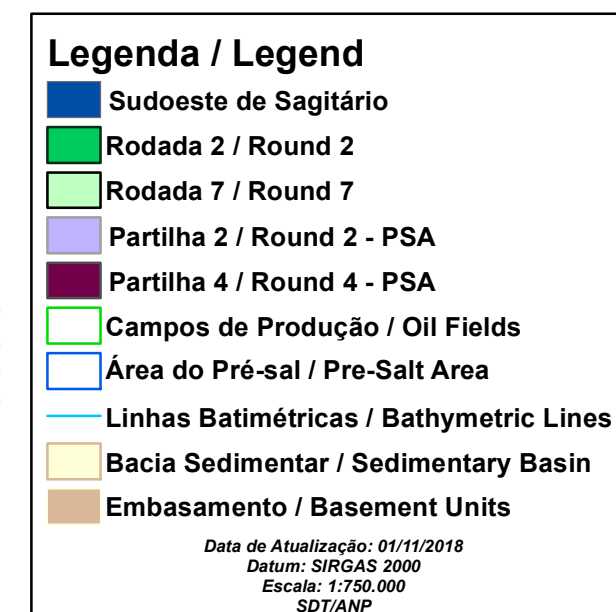 Legenda / Legend
Sudoeste de Sagitário
Rodada 2 / Round 2
Rodada 7 / Round 7
Partilha 2 / Round 2 - PSA
Partilha 4 / Round 4 - PSA
Campos de Produção / Oil Fields
Área do Pré-sal / Pre-Salt Area
Linhas Batimétricas / Bathymetric Lines
Bacia Sedimentar / Sedimentary Basin
Embasamento / Basement Units
Data de Atualização: 01/11/2018
Datum: SIRGAS 2000
Escala: 1:750.000
SDT/ANP